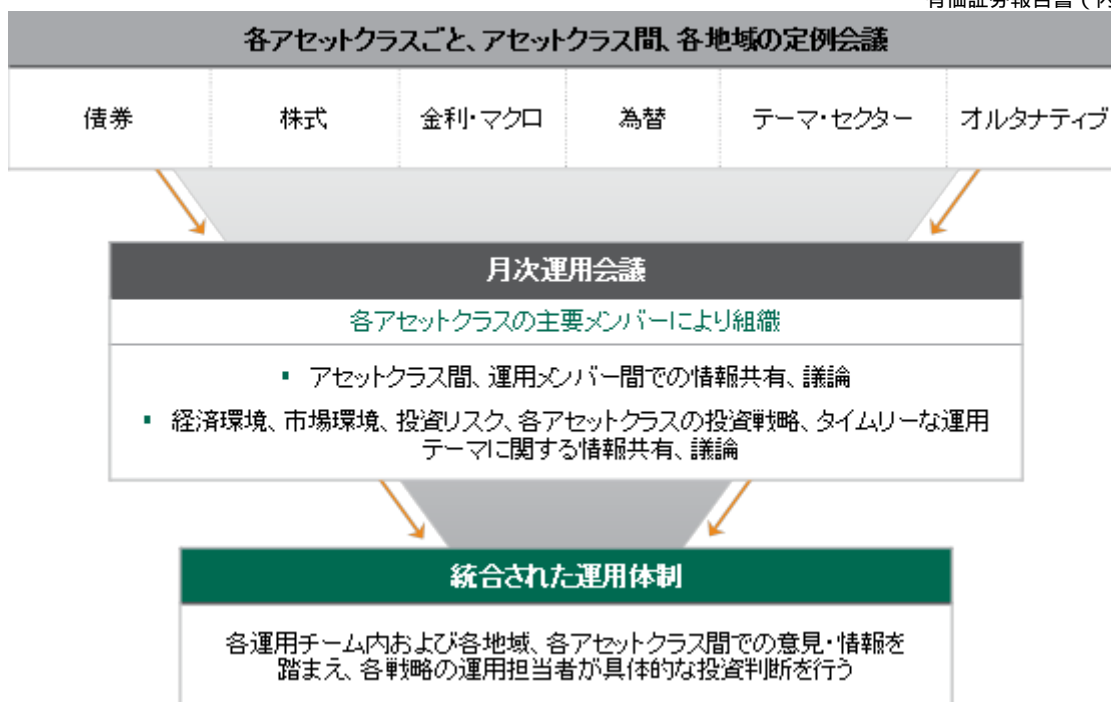 有価証券報告書（内
各アセットクラスごと、アセットクラス間、各地域の定例会議
債券
株式
金利・マクロ
為替
テーマ・セクター
オルタナティブ
月次運用会議
各アセットクラスの主要メンバーにより組織
▪ アセットクラス間、運用メンバー間での情報共有、議論
▪ 経済環境、市場環境、投資リスク、各アセットクラスの投資戦略、タイムリーな運用
テーマに関する情報共有、議論
統合された運用体制
各運用チーム内および各地域、各アセットクラス間での意見・情報を
踏まえ、各戦略の運用担当者が具体的な投資判断を行う